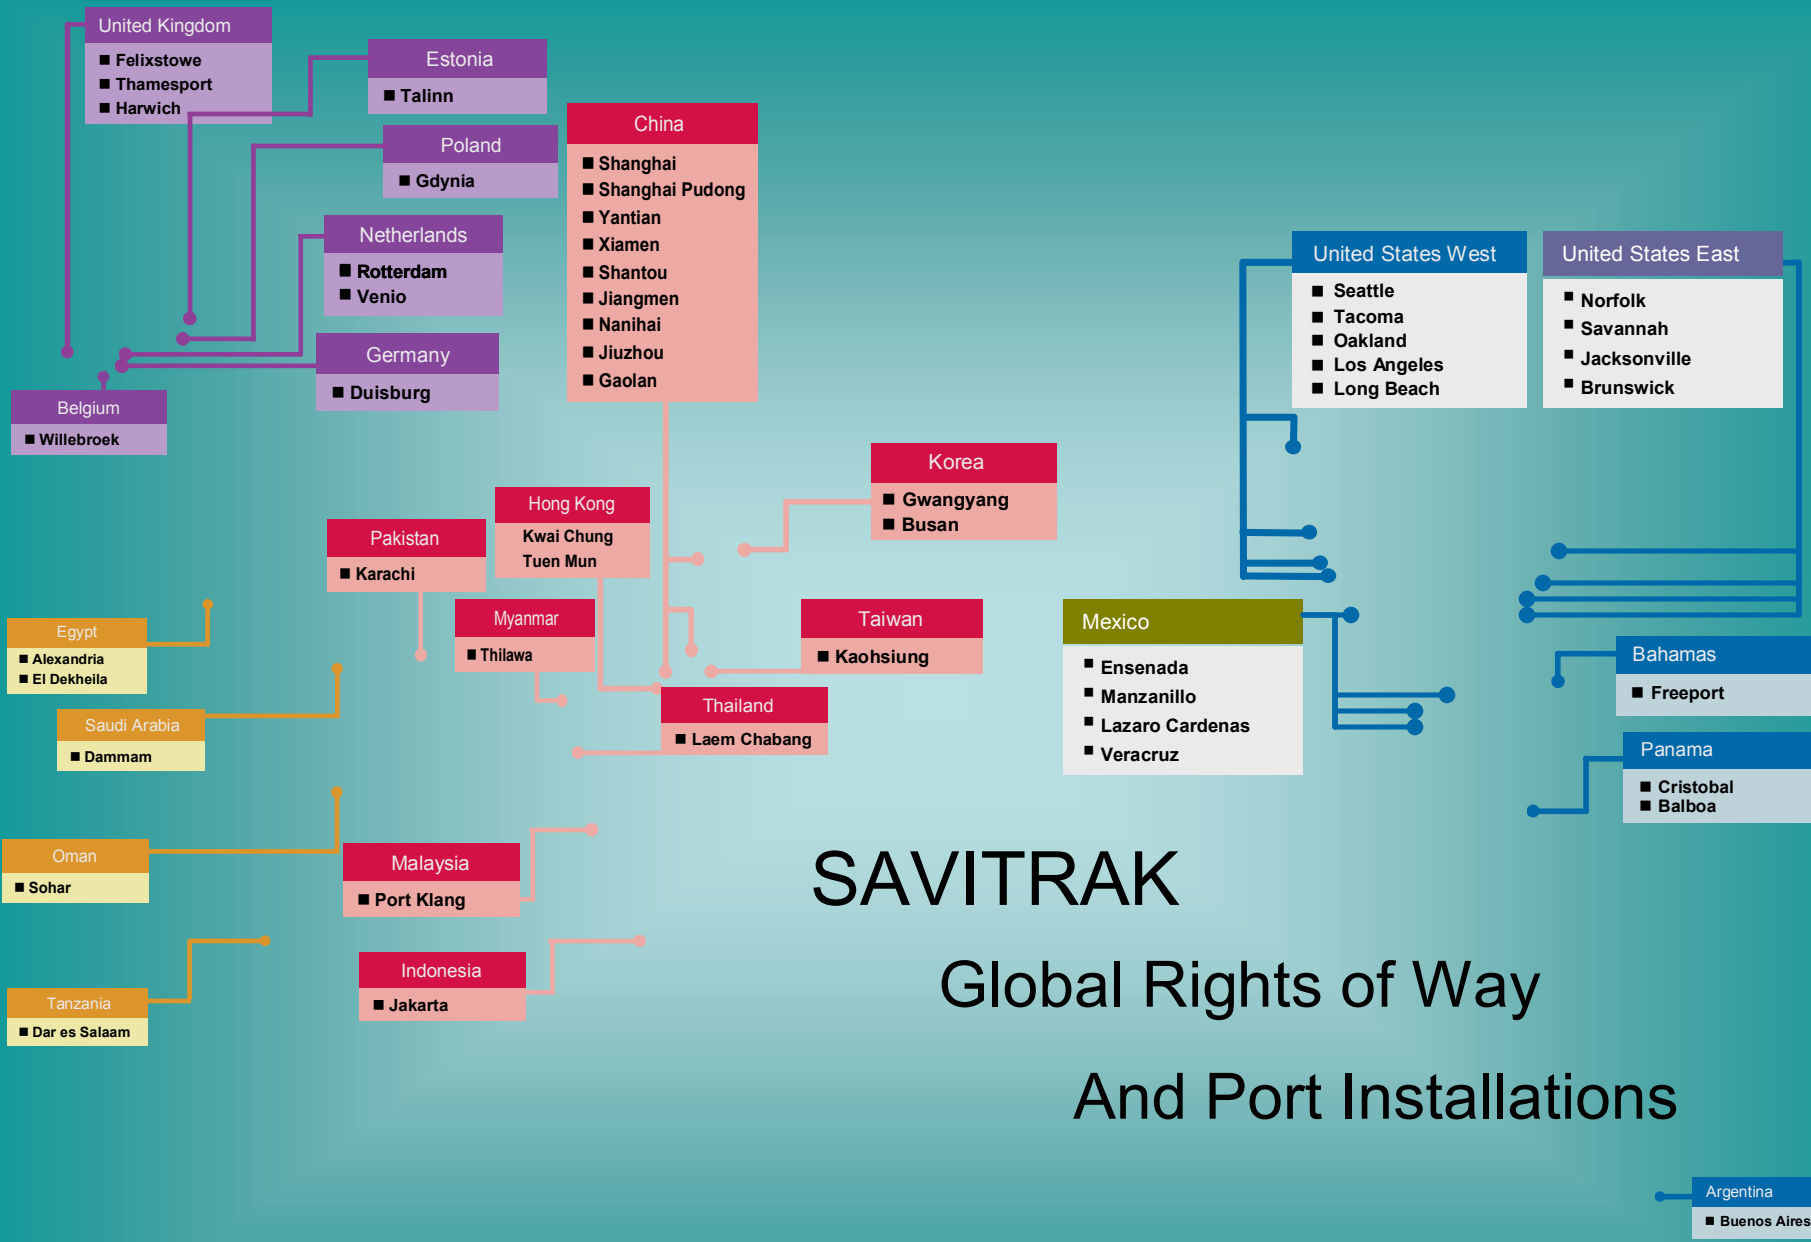 United Kingdom
■ Felixstowe
■ Thamesport
■ Harwich
Estonia
■ Talinn
Poland
■ Gdynia
Netherlands
■ Rotterdam
■ Venio
Germany
■ Duisburg
Belgium
■ Willebroek
China
■ Shanghai
■ Shanghai Pudong
■ Yantian
■ Xiamen
■ Shantou
■ Jiangmen
■ Nanihai
■ Jiuzhou
■ Gaolan
United States West
■ Seattle
■ Tacoma
■ Oakland
■ Los Angeles
■ Long Beach
United States East
■ Norfolk
■ Savannah
■ Jacksonville
■ Brunswick
Korea
■ Gwangyang
■ Busan
Hong Kong
Kwai Chung
Tuen Mun
Pakistan
■ Karachi
Myanmar
■ Thilawa
Taiwan
■ Kaohsiung
Thailand
■ Laem Chabang
Egypt
■ Alexandria
■ El Dekheila
Saudi Arabia
■ Dammam
Oman
■ Sohar
Tanzania
■ Dar es Salaam
Malaysia
■ Port Klang
Indonesia
■ Jakarta
Mexico
■ Ensenada
■ Manzanillo
■ Lazaro Cardenas
■ Veracruz
Bahamas
■ Freeport
Panama
■ Cristobal
■ Balboa
SAVITRAK
Global Rights of Way
And Port Installations
Argentina
■ Buenos Aires